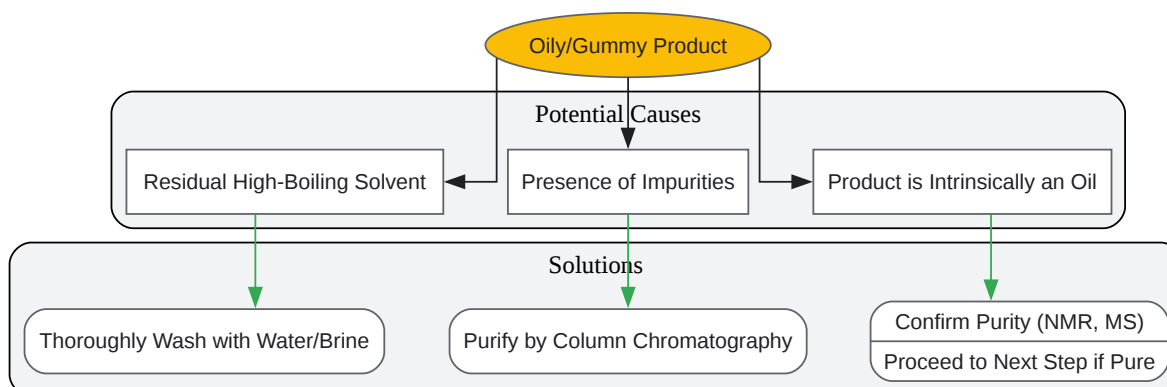 Oily/Gummy Product
Potential Causes
Residual High-Boiling Solvent
Presence of Impurities
Product is Intrinsically an Oil
Solutions
Thoroughly Wash with Water/Brine
Purify by Column Chromatography
Confirm Purity (NMR, MS)
Proceed to Next Step if Pure